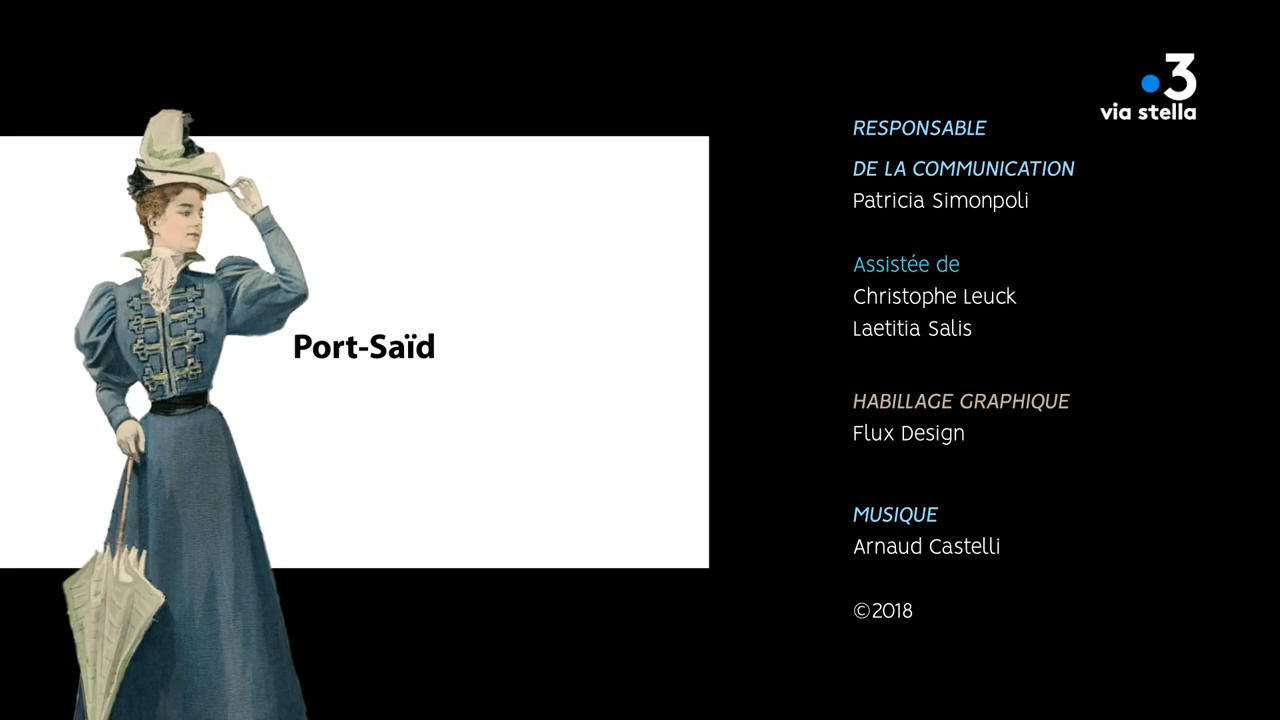 3
via stella
Port-Saïd
RESPONSABLE
DE LA COMMUNICATION
Patricia Simonpoli
Assistée de
Christophe Leuck
Laetitia Salis
HABILLAGE GRAPHIQUE
Flux Design
MUSIQUE
Arnaud Castelli
©2018